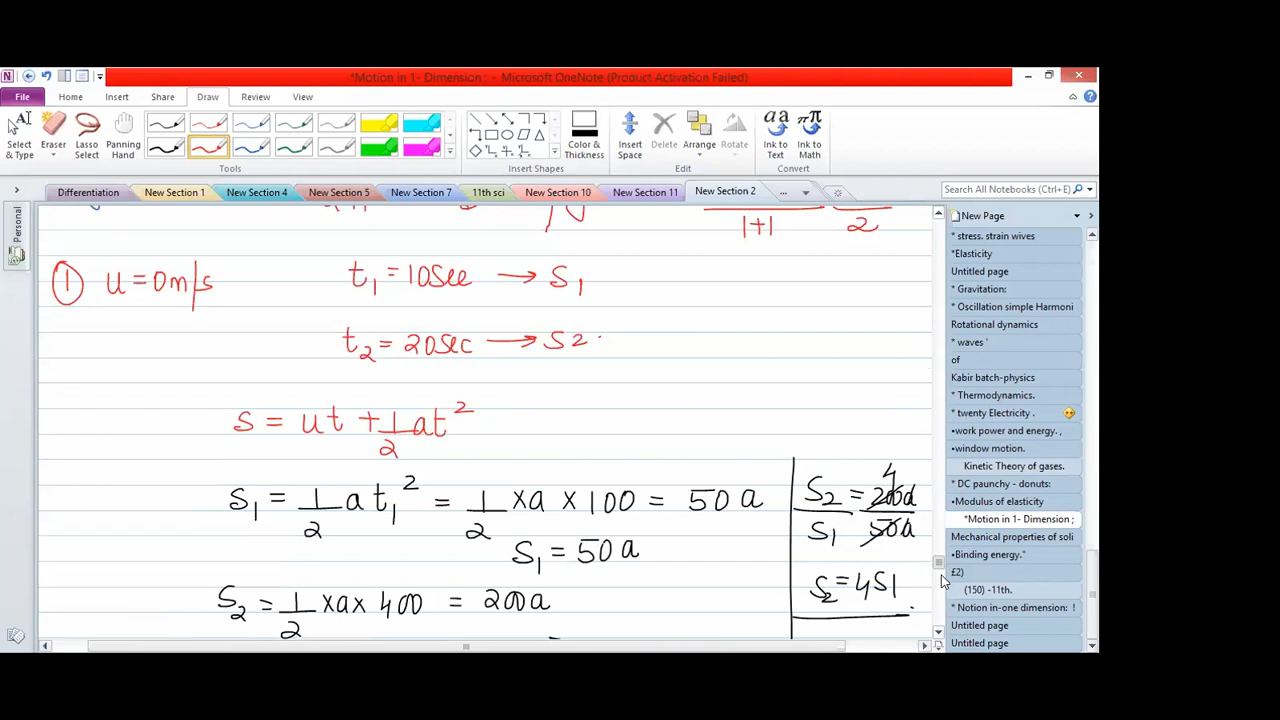 *Motion in 1- Dimension ; - Microsoft OneNote (Product Activation Failed)
File Home Insert Share Draw Review View
Select & Type
Eraser
Lasso Select
Panning Hand
Color & Thickness
Insert Space
Delete
Arrange
Rotate
Ink to Text
Ink to Math
Tools Insert Shapes Edit Convert
Differentiation New Section 1 New Section 4 New Section 5 New Section 7 11th sci New Section 10 New Section 11 New Section 2 ... Search All Notebooks (Ctrl+E)
Personal
1+1 2
① u=0m/s t₁=10sec → S₁
t₂=20sec → S2.
s = ut + 1/2 at²
S₁ = 1/2 a t₁² = 1/2 ×a ×100 = 50a
S₁ = 50a
S₂ = 1/2 ×a× 400 = 200a
S₂/S₁ = 200a/50a 4
S₂=4S1.
New Page
* stress. strain wives
*Elasticity
Untitled page
* Gravitation:
* Oscillation simple Harmoni
Rotational dynamics
* waves '
of
Kabir batch-physics
* Thermodynamics.
* twenty Electricity .
•work power and energy. ,
•window motion.
Kinetic Theory of gases.
* DC paunchy - donuts:
•Modulus of elasticity
*Motion in 1- Dimension ;
Mechanical properties of soli
•Binding energy."
£2)
(150) -11th.
* Notion in-one dimension: !
Untitled page
Untitled page